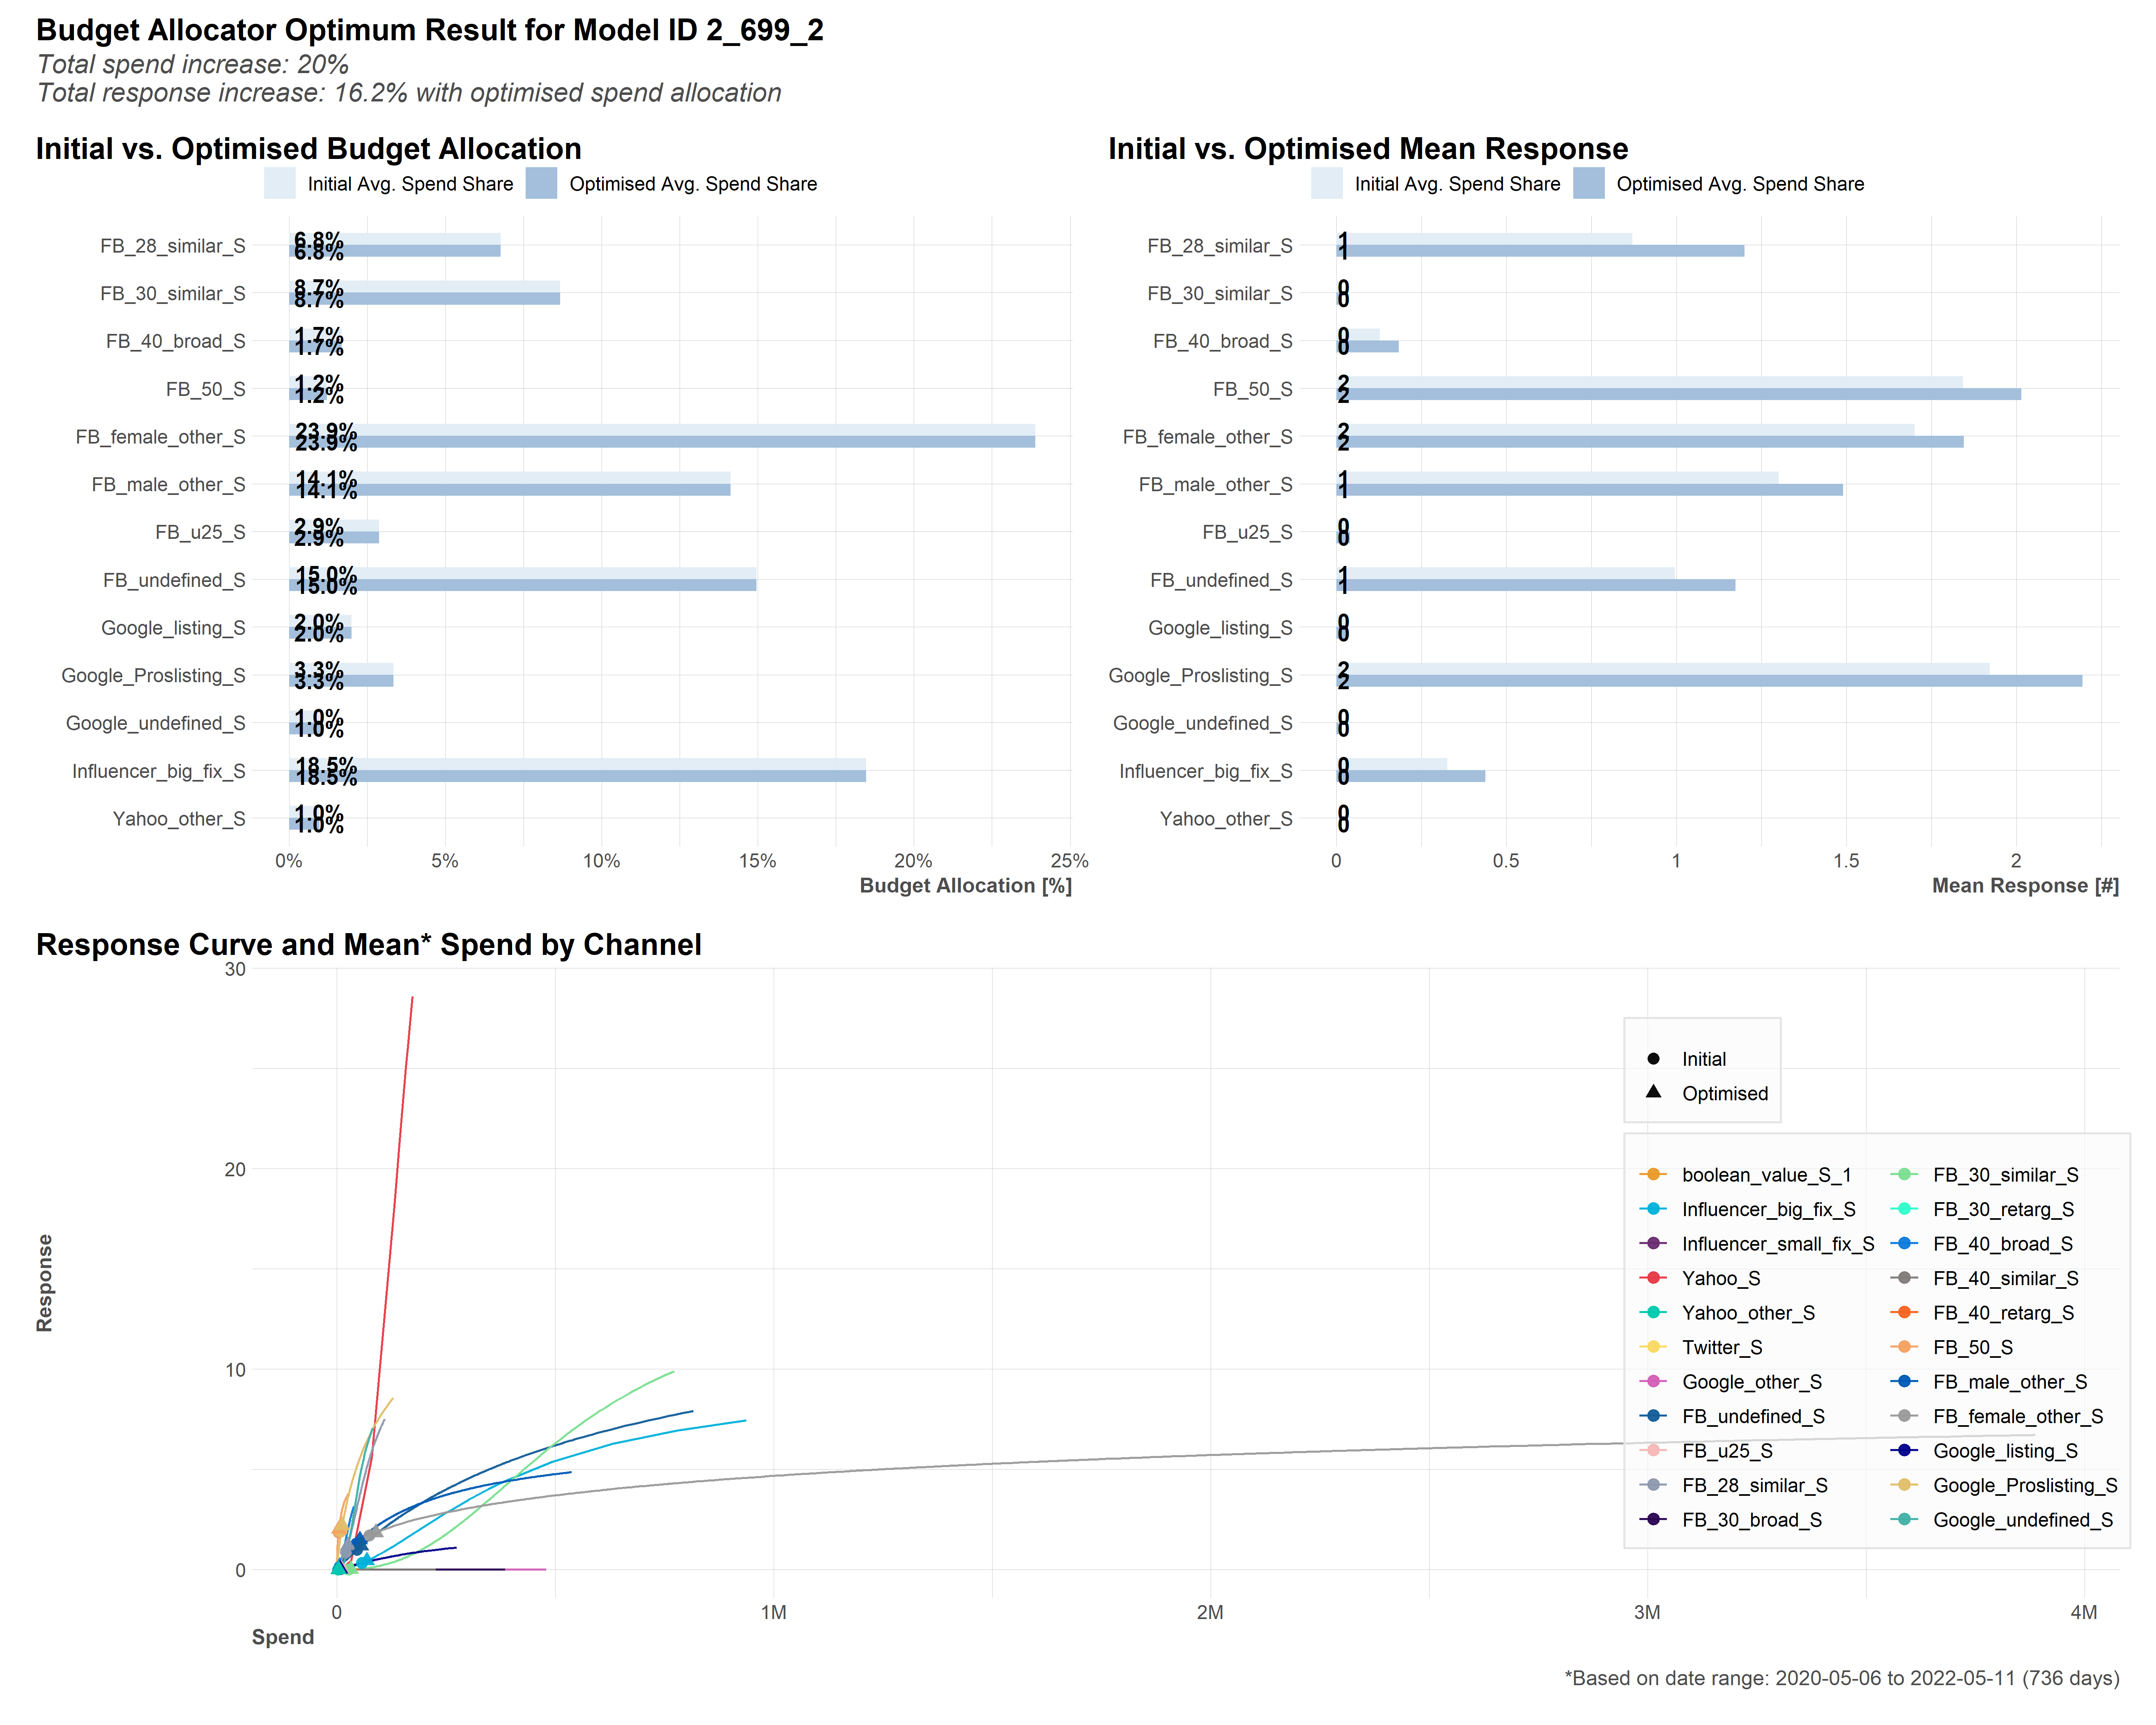 Budget Allocator Optimum Result for Model ID 2_699_2
Total spend increase: 20%
Total response increase: 16.2% with optimised spend allocation
Initial vs. Optimised Budget Allocation
Initial Avg. Spend Share
Optimised Avg. Spend Share
FB_28_similar_S
6.8%
6.8%
FB_30_similar_S
8.7%
8.7%
FB_40_broad_S
1.7%
1.7%
FB_50_S
1.2%
1.2%
FB_female_other_S
23.9%
23.9%
FB_male_other_S
14.1%
14.1%
FB_u25_S
2.9%
2.9%
FB_undefined_S
15.0%
15.0%
Google_listing_S
2.0%
2.0%
Google_Proslisting_S
3.3%
3.3%
Google_undefined_S
1.0%
1.0%
Influencer_big_fix_S
18.5%
18.5%
Yahoo_other_S
1.0%
1.0%
0% 5% 10% 15% 20% 25%
Budget Allocation [%]
Initial vs. Optimised Mean Response
Initial Avg. Spend Share
Optimised Avg. Spend Share
FB_28_similar_S
1
1
FB_30_similar_S
0
0
FB_40_broad_S
0
0
FB_50_S
2
2
FB_female_other_S
2
2
FB_male_other_S
1
1
FB_u25_S
0
0
FB_undefined_S
1
1
Google_listing_S
0
0
Google_Proslisting_S
2
2
Google_undefined_S
0
0
Influencer_big_fix_S
0
0
Yahoo_other_S
0
0
0 0.5 1 1.5 2
Mean Response [#]
Response Curve and Mean* Spend by Channel
Response
30
20
10
0
0 1M 2M 3M 4M
Spend
Initial
Optimised
boolean_value_S_1
Influencer_big_fix_S
Influencer_small_fix_S
Yahoo_S
Yahoo_other_S
Twitter_S
Google_other_S
FB_undefined_S
FB_u25_S
FB_28_similar_S
FB_30_broad_S
FB_30_similar_S
FB_30_retarg_S
FB_40_broad_S
FB_40_similar_S
FB_40_retarg_S
FB_50_S
FB_male_other_S
FB_female_other_S
Google_listing_S
Google_Proslisting_S
Google_undefined_S
*Based on date range: 2020-05-06 to 2022-05-11 (736 days)